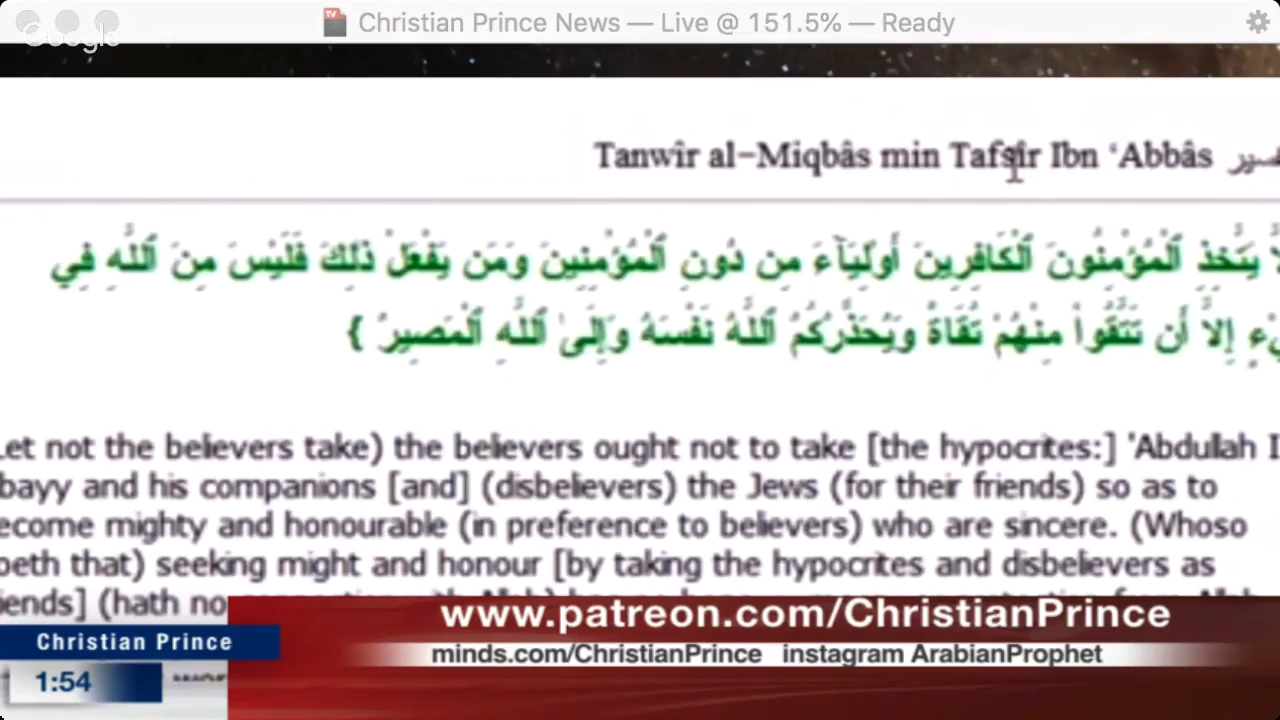 Christian Prince News — Live @ 151.5% — Ready
Google
Tanwîr al-Miqbâs min Tafsîr Ibn ‘Abbâs
يَتَّخِذِ ٱلْمُؤْمِنُونَ ٱلْكَافِرِينَ أَوْلِيَآءَ مِن دُونِ ٱلْمُؤْمِنِينَ وَمَن يَفْعَلْ ذٰلِكَ فَلَيْسَ مِنَ ٱللَّهِ فِي
إِلاَّ أَن تَتَّقُواْ مِنْهُمْ تُقَاةً وَيُحَذِّرُكُمُ ٱللَّهُ نَفْسَهُ وَإِلَىٰ ٱللَّهِ ٱلْمَصِيرُ }
et not the believers take) the believers ought not to take [the hypocrites:] 'Abdullah I
bayy and his companions [and] (disbelievers) the Jews (for their friends) so as to
ecome mighty and honourable (in preference to believers) who are sincere. (Whoso
oeth that) seeking might and honour [by taking the hypocrites and disbelievers as
iends] (hath no
www.patreon.com/ChristianPrince
Christian Prince
minds.com/ChristianPrince instagram ArabianProphet
1:54